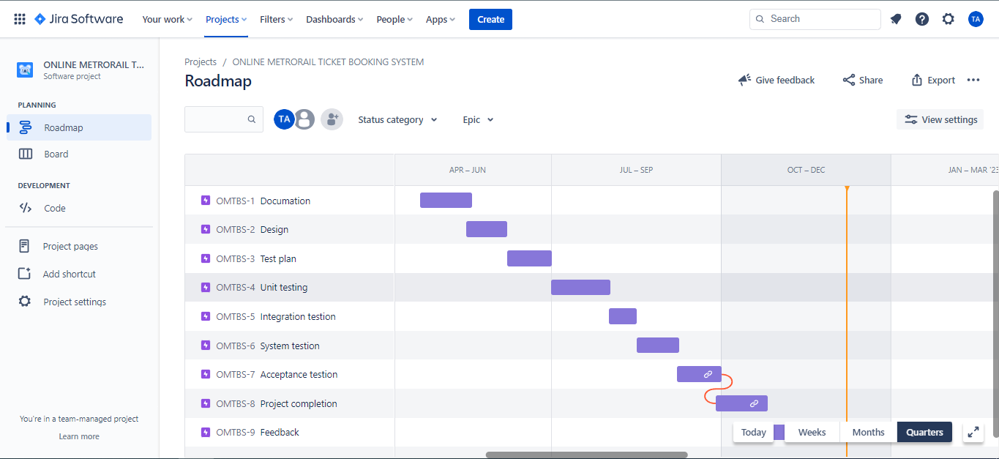 Jira Software Your work Projects Filters Dashboards People Apps Create Search TA
ONLINE METRORAIL T...
Software project
PLANNING
Roadmap
Board
DEVELOPMENT
Code
Project pages
Add shortcut
Project settings
You're in a team-managed project
Learn more
Projects / ONLINE METRORAIL TICKET BOOKING SYSTEM
Roadmap
Give feedback Share Export
TA Status category Epic View settings
APR – JUN JUL – SEP OCT – DEC JAN – MAR '23
OMTBS-1 Documation
OMTBS-2 Design
OMTBS-3 Test plan
OMTBS-4 Unit testing
OMTBS-5 Integration testion
OMTBS-6 System testion
OMTBS-7 Acceptance testion
OMTBS-8 Project completion
OMTBS-9 Feedback
Today Weeks Months Quarters